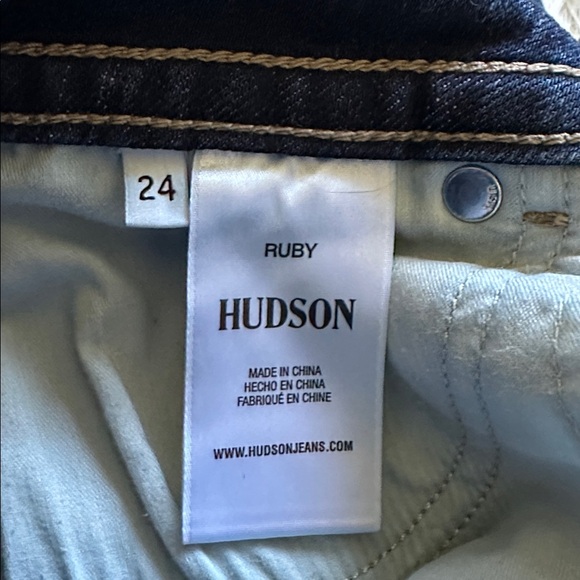 24
RUBY
HUDSON
MADE IN CHINA
HECHO EN CHINA
FABRIQUÉ EN CHINE
WWW.HUDSONJEANS.COM